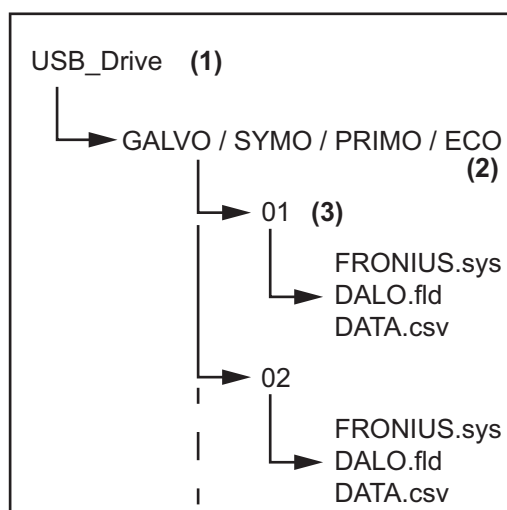 USB_Drive (1)
GALVO / SYMO / PRIMO / ECO
(2)
01 (3)
FRONIUS.sys
DALO.fld
DATA.csv
02
FRONIUS.sys
DALO.fld
DATA.csv